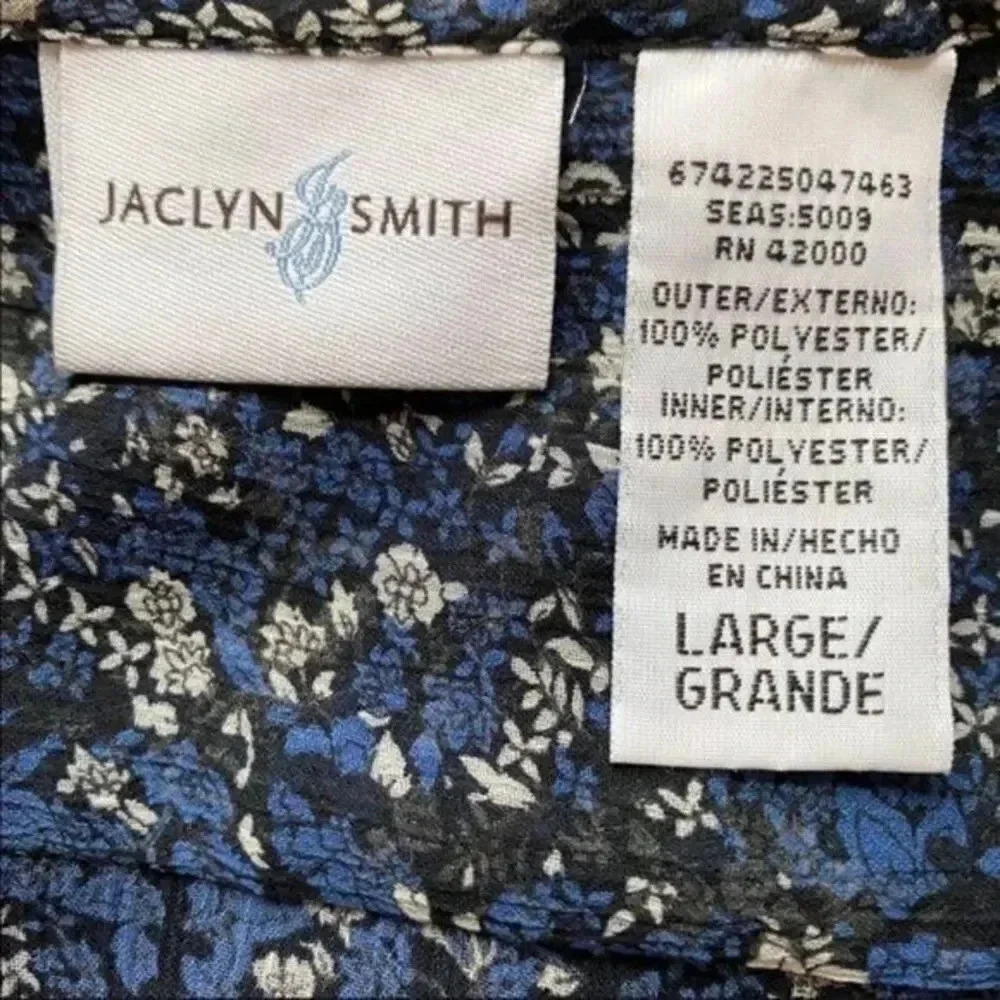 JACLYN SMITH
674225047463
SEAS:5009
RN 42000
OUTER/EXTERNO:
100% POLYESTER/
POLIÉSTER
INNER/INTERNO:
100% POLYESTER/
POLIÉSTER
MADE IN/HECHO
EN CHINA
LARGE/
GRANDE